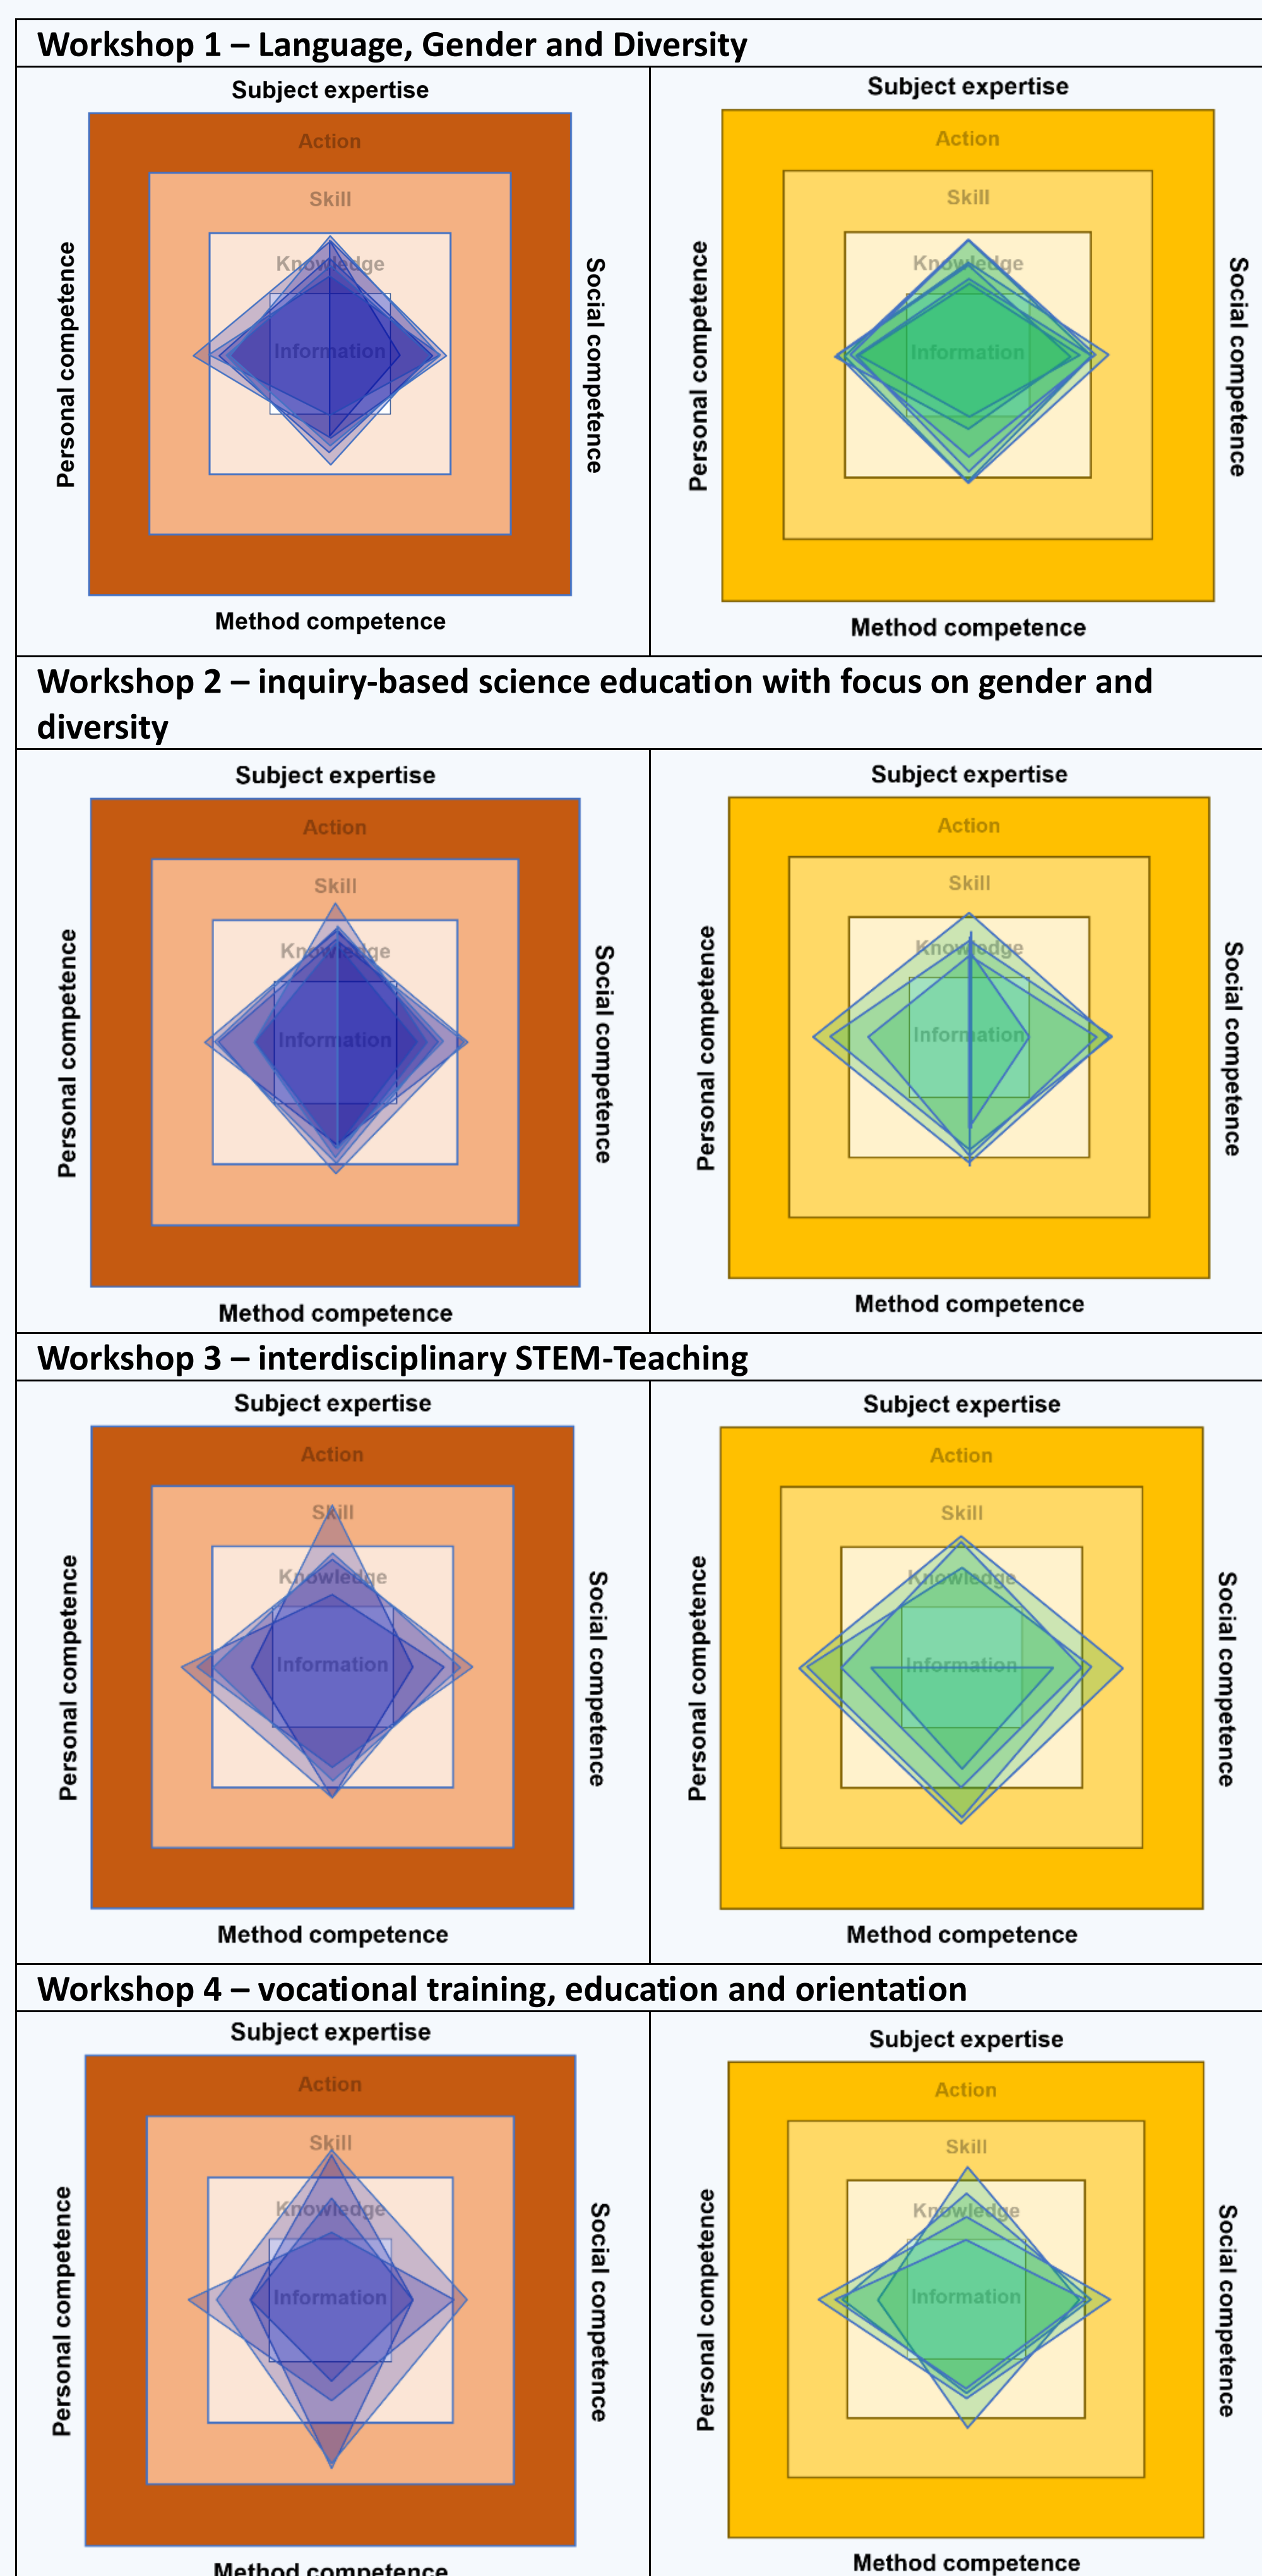 Workshop 1 – Language, Gender and Diversity
Subject expertise
Action
Skill
Knowledge
Information
Personal competence
Social competence
Method competence
Subject expertise
Action
Skill
Knowledge
Information
Personal competence
Social competence
Method competence
Workshop 2 – inquiry-based science education with focus on gender and
diversity
Subject expertise
Action
Skill
Knowledge
Information
Personal competence
Social competence
Method competence
Subject expertise
Action
Skill
Knowledge
Information
Personal competence
Social competence
Method competence
Workshop 3 – interdisciplinary STEM-Teaching
Subject expertise
Action
Skill
Knowledge
Information
Personal competence
Social competence
Method competence
Subject expertise
Action
Skill
Knowledge
Information
Personal competence
Social competence
Method competence
Workshop 4 – vocational training, education and orientation
Subject expertise
Action
Skill
Knowledge
Information
Personal competence
Social competence
Method competence
Subject expertise
Action
Skill
Knowledge
Information
Personal competence
Social competence
Method competence